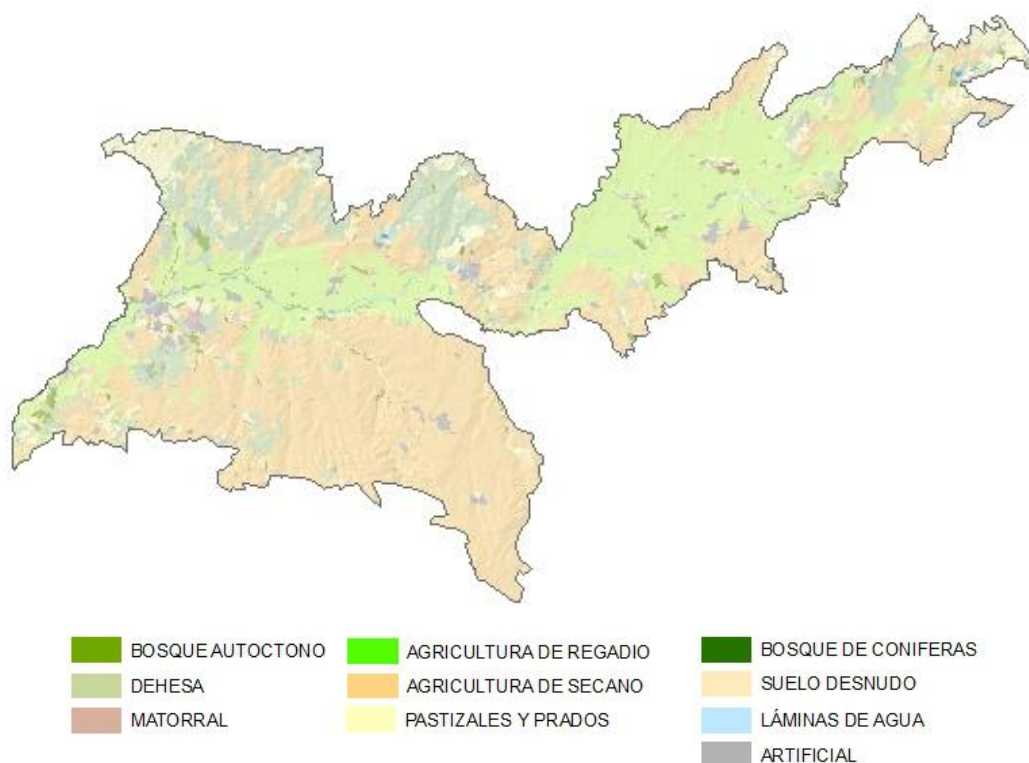 BOSQUE AUTOCTONO
DEHESA
MATORRAL
AGRICULTURA DE REGADIO
AGRICULTURA DE SECANO
PASTIZALES Y PRADOS
BOSQUE DE CONIFERAS
SUELO DESNUDO
LÁMINAS DE AGUA
ARTIFICIAL